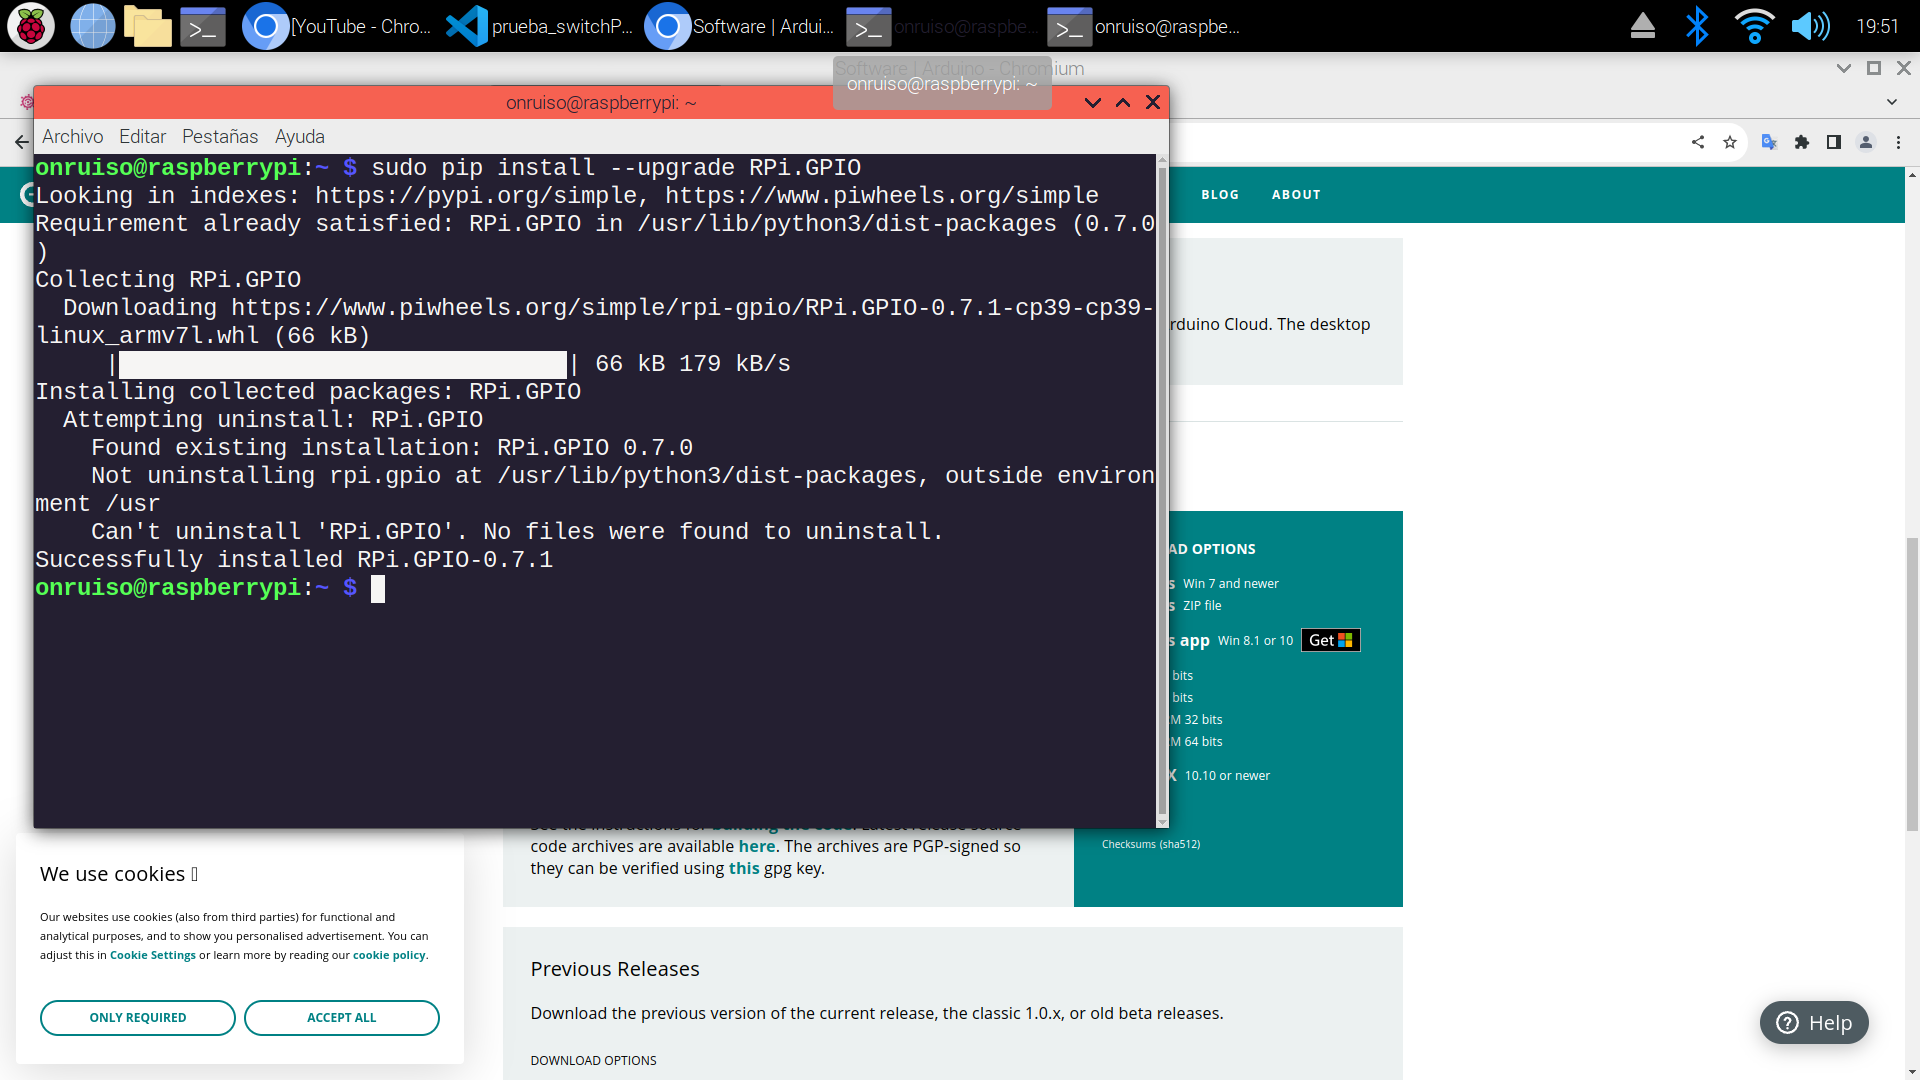 [YouTube - Chro...
prueba_switchP...
Software | Ardui...
onruiso@raspbe...
onruiso@raspbe...
19:51
Software | Arduino - Chromium
onruiso@raspberrypi: ~
onruiso@raspberrypi: ~
Archivo Editar Pestañas Ayuda
onruiso@raspberrypi:~ $ sudo pip install --upgrade RPi.GPIO
Looking in indexes: https://pypi.org/simple, https://www.piwheels.org/simple
Requirement already satisfied: RPi.GPIO in /usr/lib/python3/dist-packages (0.7.0
)
Collecting RPi.GPIO
Downloading https://www.piwheels.org/simple/rpi-gpio/RPi.GPIO-0.7.1-cp39-cp39-
linux_armv7l.whl (66 kB)
| | 66 kB 179 kB/s
Installing collected packages: RPi.GPIO
Attempting uninstall: RPi.GPIO
Found existing installation: RPi.GPIO 0.7.0
Not uninstalling rpi.gpio at /usr/lib/python3/dist-packages, outside environ
ment /usr
Can't uninstall 'RPi.GPIO'. No files were found to uninstall.
Successfully installed RPi.GPIO-0.7.1
onruiso@raspberrypi:~ $
BLOG ABOUT
rduino Cloud. The desktop
AD OPTIONS
s Win 7 and newer
s ZIP file
s app Win 8.1 or 10 Get
bits
bits
M 32 bits
M 64 bits
X 10.10 or newer
Checksums (sha512)
See the instructions for building the code. Latest release source
code archives are available here. The archives are PGP-signed so
they can be verified using this gpg key.
We use cookies
Our websites use cookies (also from third parties) for functional and
analytical purposes, and to show you personalised advertisement. You can
adjust this in Cookie Settings or learn more by reading our cookie policy.
ONLY REQUIRED
ACCEPT ALL
Previous Releases
Download the previous version of the current release, the classic 1.0.x, or old beta releases.
DOWNLOAD OPTIONS
Help